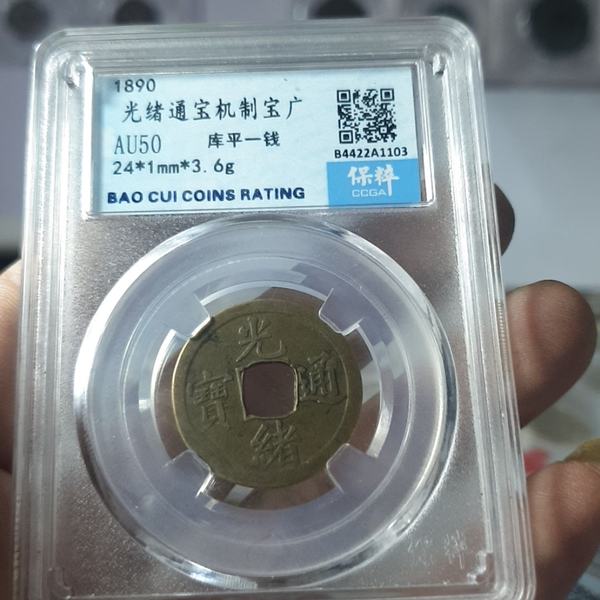 1890
光绪通宝机制宝广
AU50 库平一钱
24*1mm*3.6g
B4422A1103
保粹
CCGA
BAO CUI COINS RATING
光
寶 通
緒